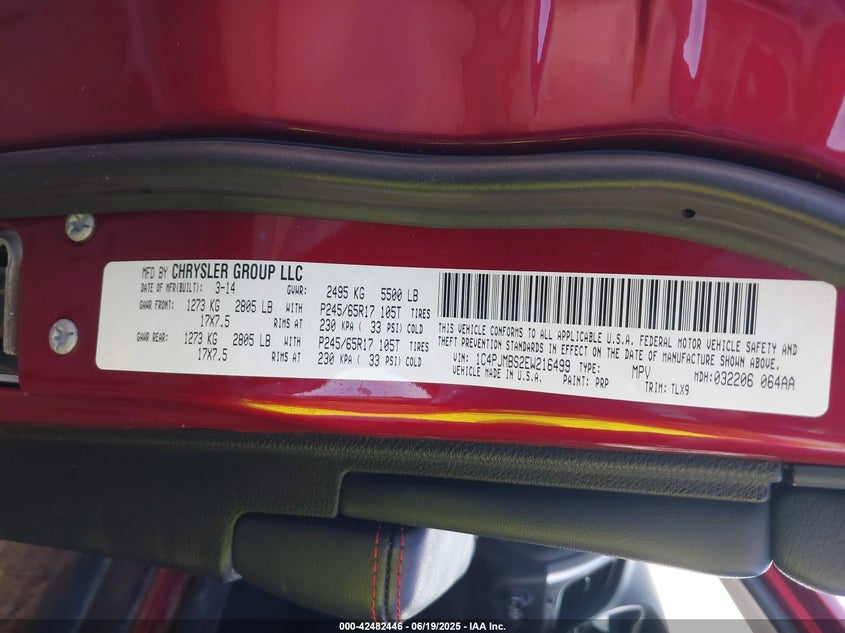 MFD BY CHRYSLER GROUP LLC
DATE OF MFR(BUILT): 3-14 GVWR: 2495 KG 5500 LB
GAWR FRONT: 1273 KG 2805 LB WITH P245/65R17 105T TIRES
17X7.5 RIMS AT 230 KPA ( 33 PSI) COLD
GAWR REAR: 1273 KG 2805 LB WITH P245/65R17 105T TIRES
17X7.5 RIMS AT 230 KPA ( 33 PSI) COLD
THIS VEHICLE CONFORMS TO ALL APPLICABLE U.S.A. FEDERAL MOTOR VEHICLE SAFETY AND
THEFT PREVENTION STANDARDS IN EFFECT ON THE DATE OF MANUFACTURE SHOWN ABOVE.
VIN: 1C4PJMBS2EW216499 TYPE: MPV MDH: 032206 064AA
VEHICLE MADE IN U.S.A. PAINT: PRP TRIM: TLX9
000-42482446 - 06/19/2025 - IAA Inc.